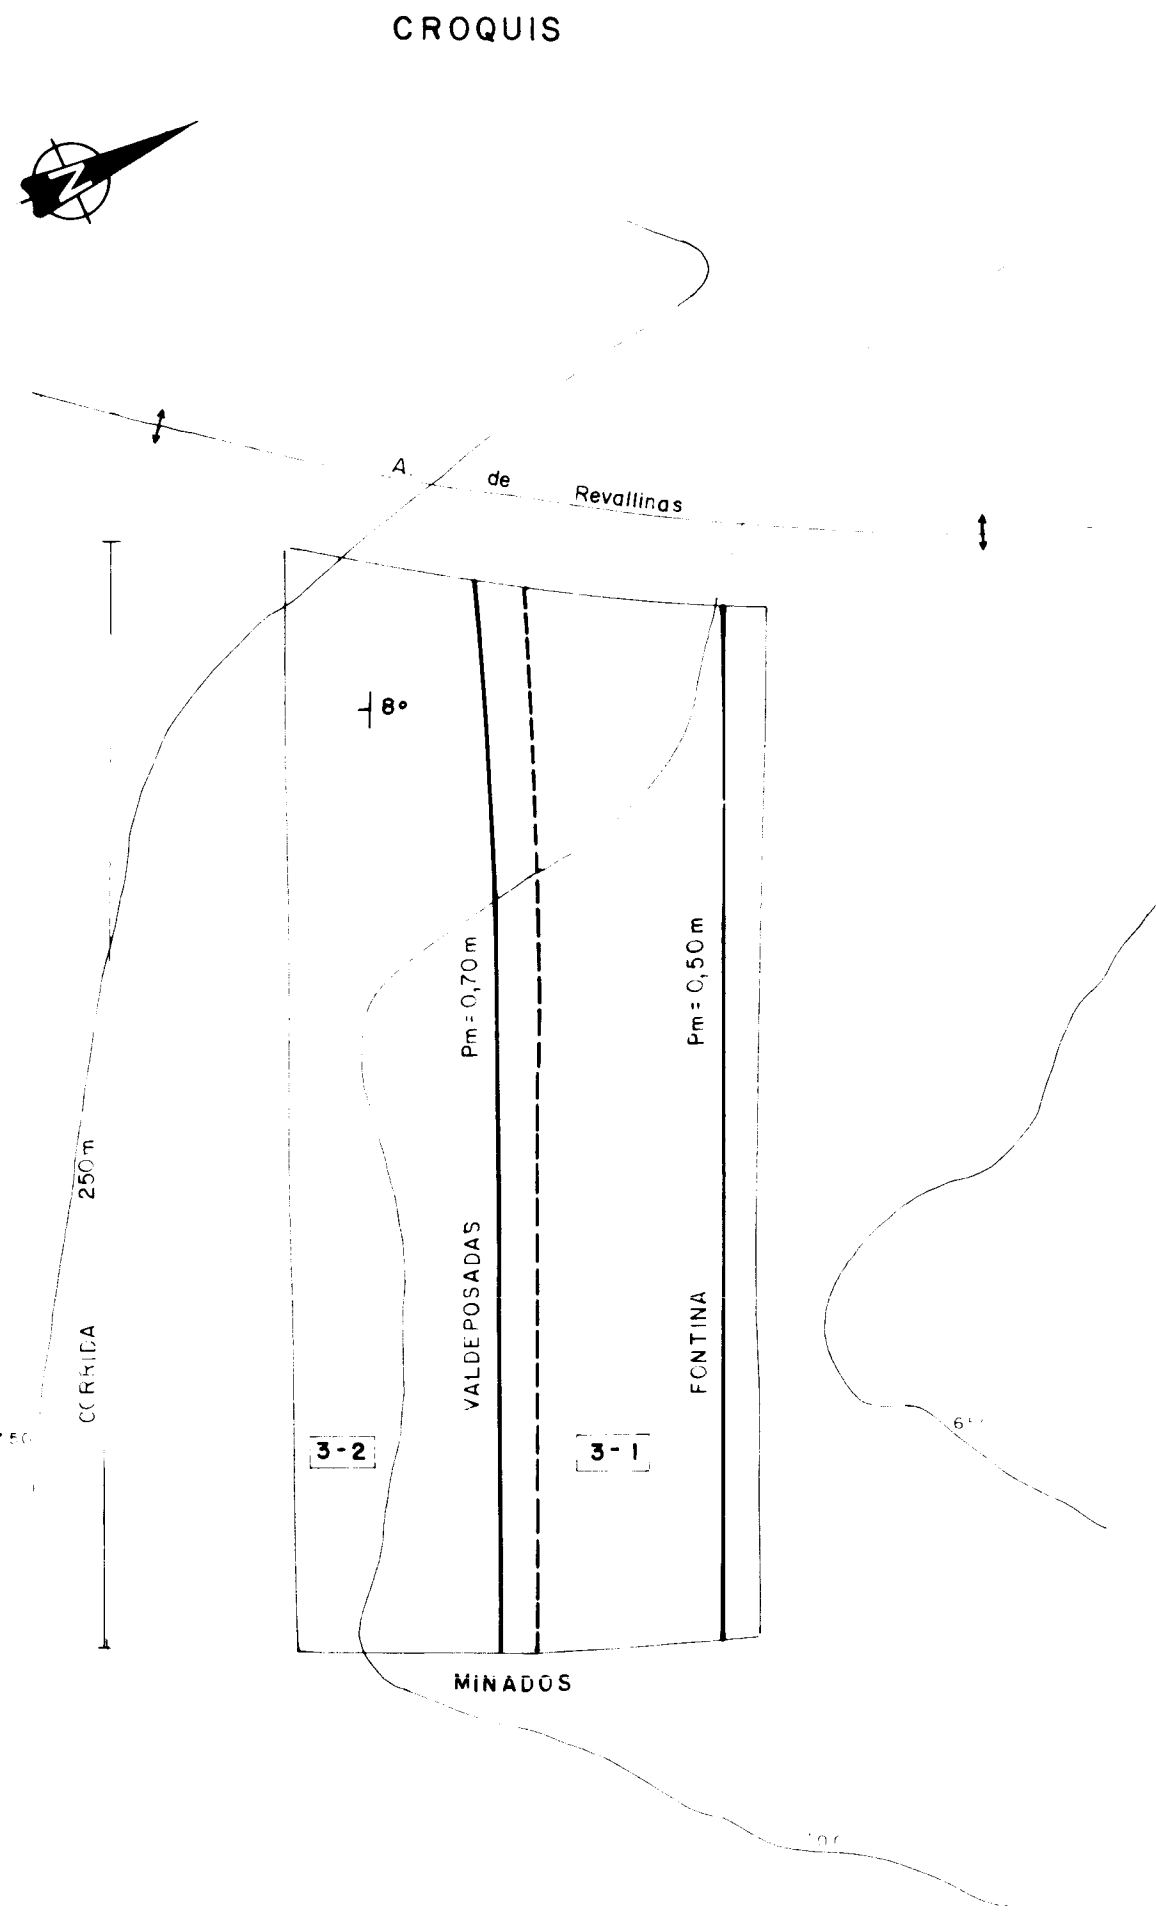 CROQUIS
N
A de Revallinas
8°
Pm = 0,70 m
Pm = 0,50 m
250 m
VALDEPOSADAS
FONTINA
CORRIDA
3-2
3-1
MINADOS